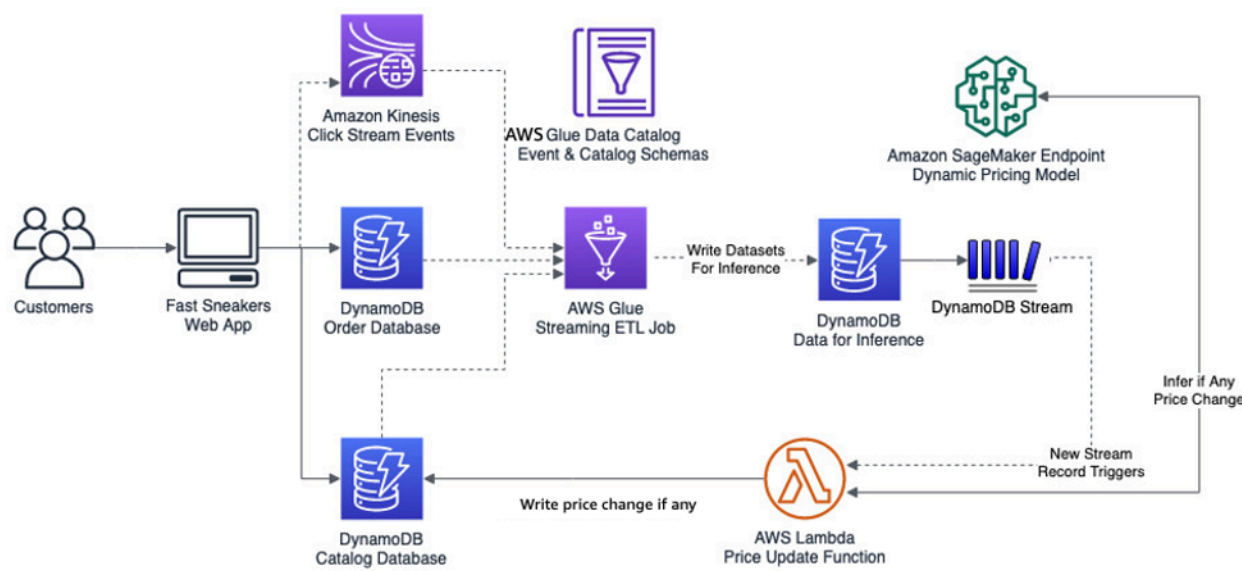 Amazon Kinesis
Click Stream Events
AWS Glue Data Catalog
Event & Catalog Schemas
Amazon SageMaker Endpoint
Dynamic Pricing Model
Customers
Fast Sneakers
Web App
DynamoDB
Order Database
AWS Glue
Streaming ETL Job
Write Datasets
For Inference
DynamoDB
Data for Inference
DynamoDB Stream
Infer if Any
Price Change
New Stream
Record Triggers
DynamoDB
Catalog Database
Write price change if any
AWS Lambda
Price Update Function